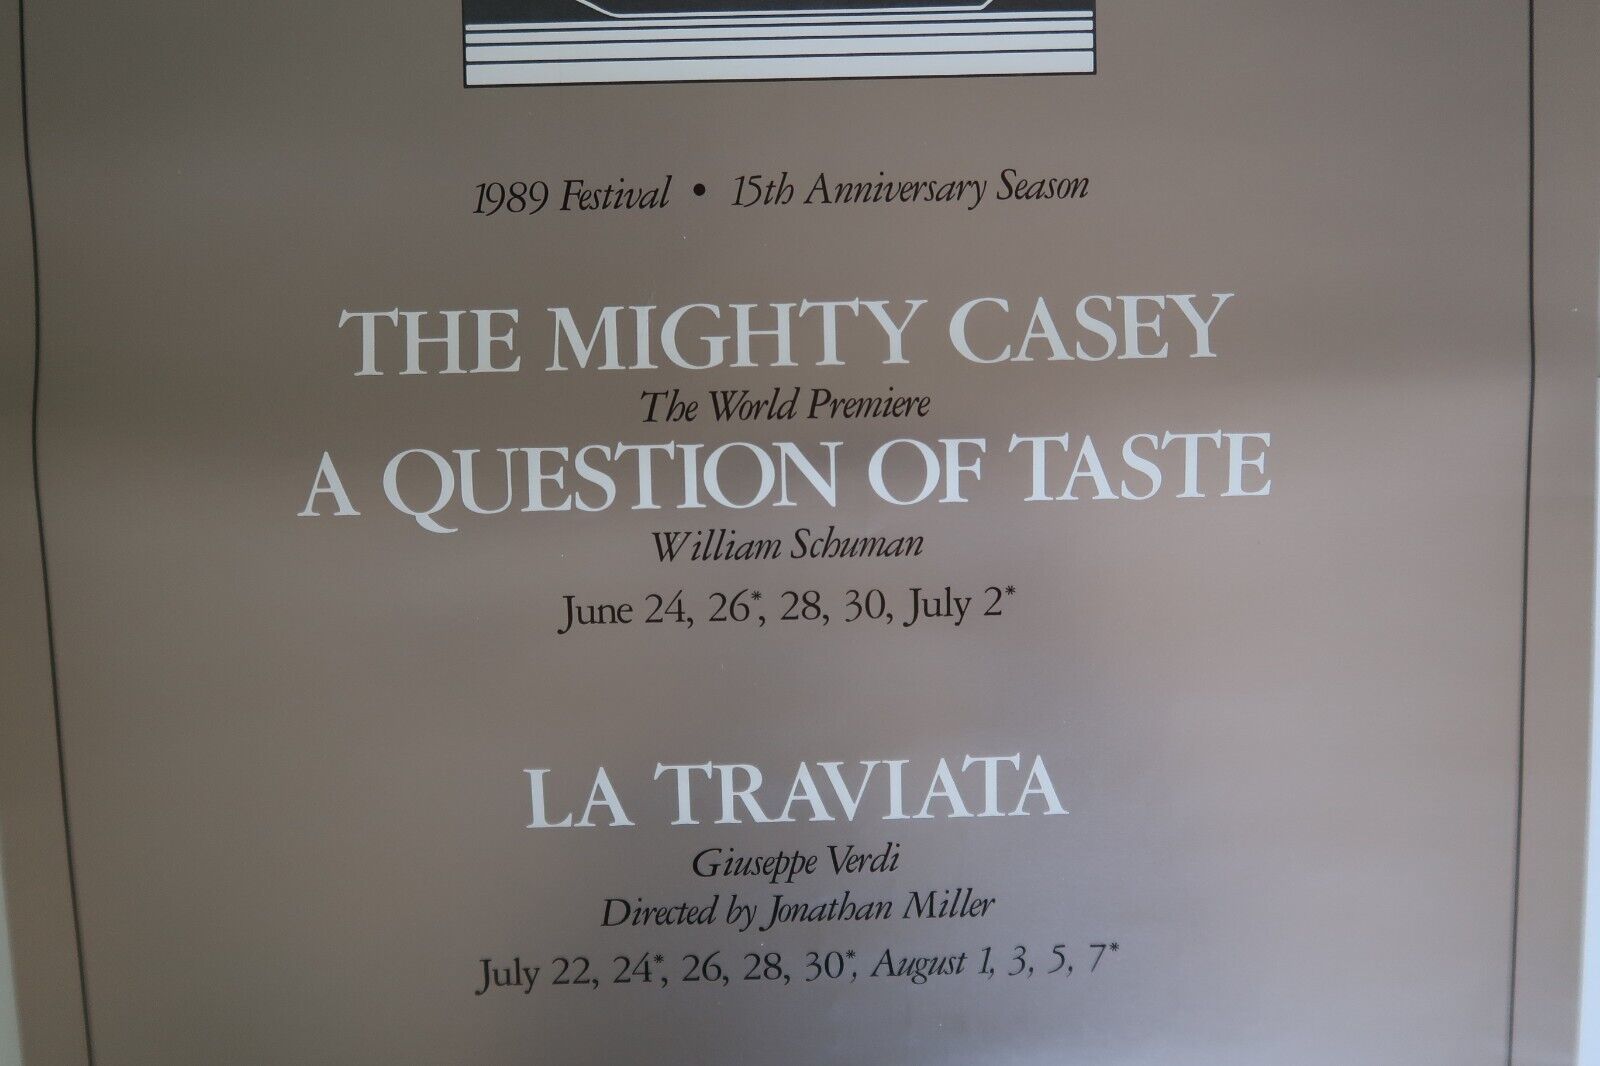 1989 Festival • 15th Anniversary Season
THE MIGHTY CASEY
The World Premiere
A QUESTION OF TASTE
William Schuman
June 24, 26*, 28, 30, July 2*
LA TRAVIATA
Giuseppe Verdi
Directed by Jonathan Miller
July 22, 24*, 26, 28, 30*, August 1, 3, 5, 7*